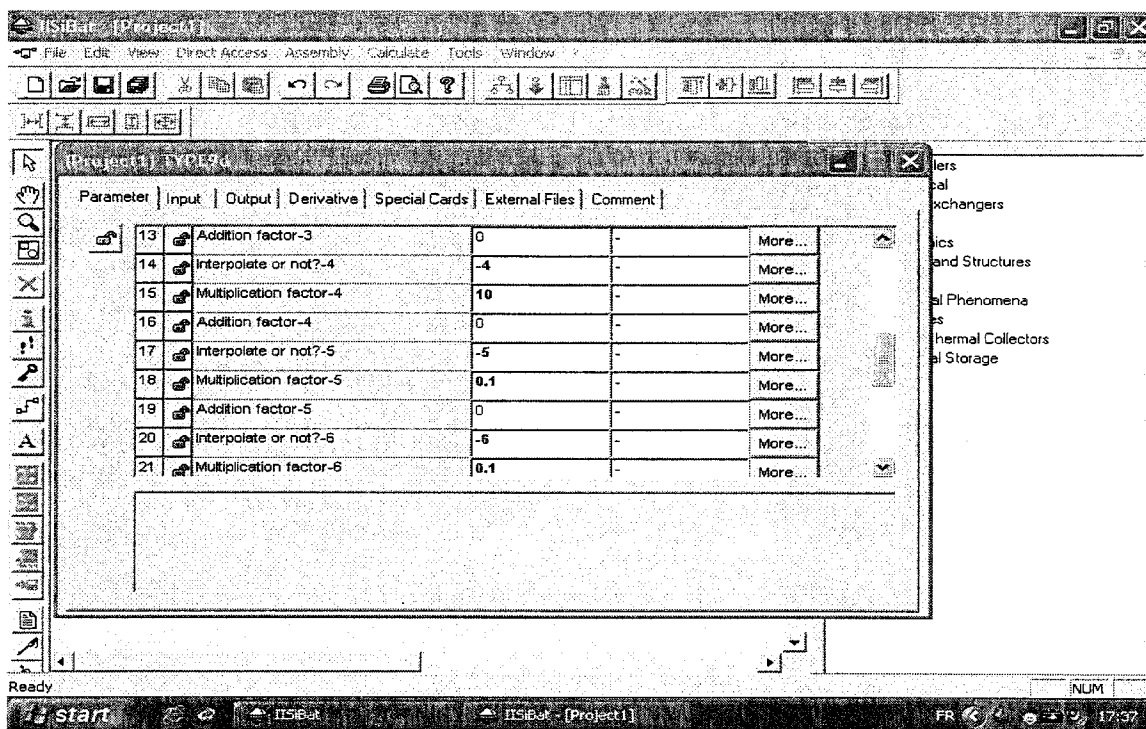 IISiBat - [Project1]
File Edit View Direct Access Assembly Calculate Tools Window ?
(Project1) TYPE9a
Parameter Input Output Derivative Special Cards External Files Comment
13 Addition factor-3 0 - More...
14 Interpolate or not?-4 -4 - More...
15 Multiplication factor-4 10 - More...
16 Addition factor-4 0 - More...
17 Interpolate or not?-5 -5 - More...
18 Multiplication factor-5 0.1 - More...
19 Addition factor-5 0 - More...
20 Interpolate or not?-6 -6 - More...
21 Multiplication factor-6 0.1 - More...
lers
cal
xchangers
ics
and Structures
al Phenomena
es
hermal Collectors
al Storage
Ready
NUM
start IISiBat IISiBat - [Project1] FR 17:37